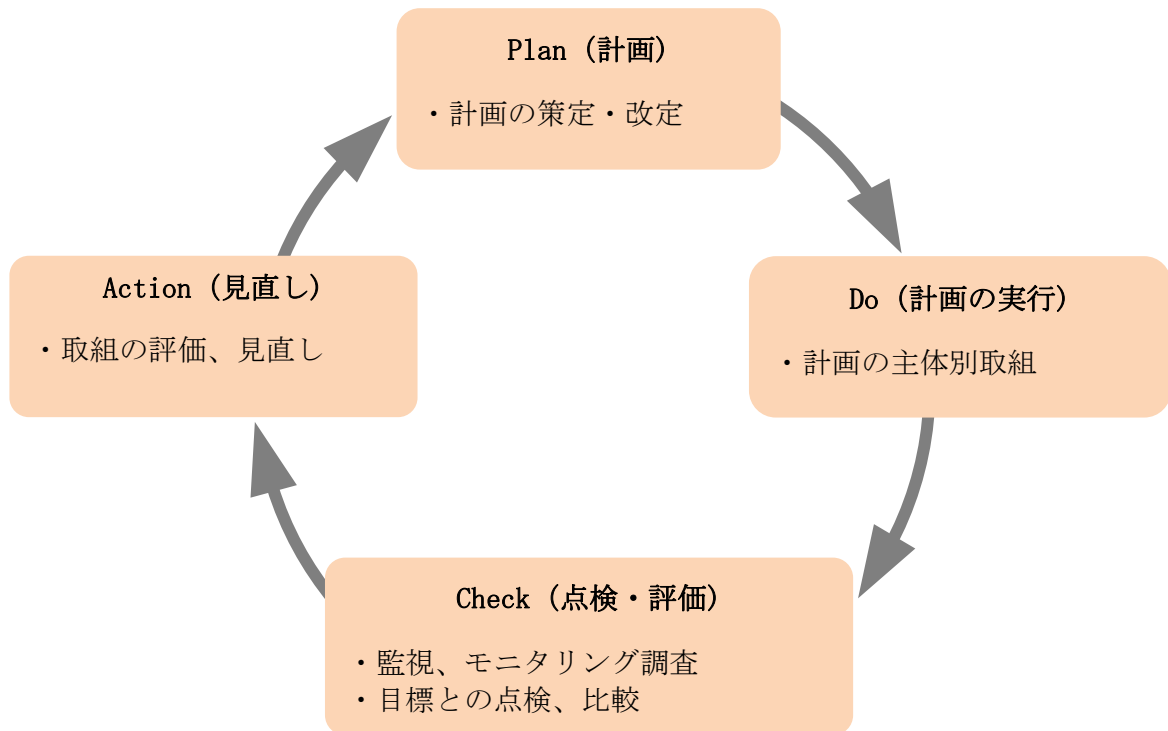 Plan（計画）
・計画の策定・改定
Do（計画の実行）
・計画の主体別取組
Check（点検・評価）
・監視、モニタリング調査
・目標との点検、比較
Action（見直し）
・取組の評価、見直し